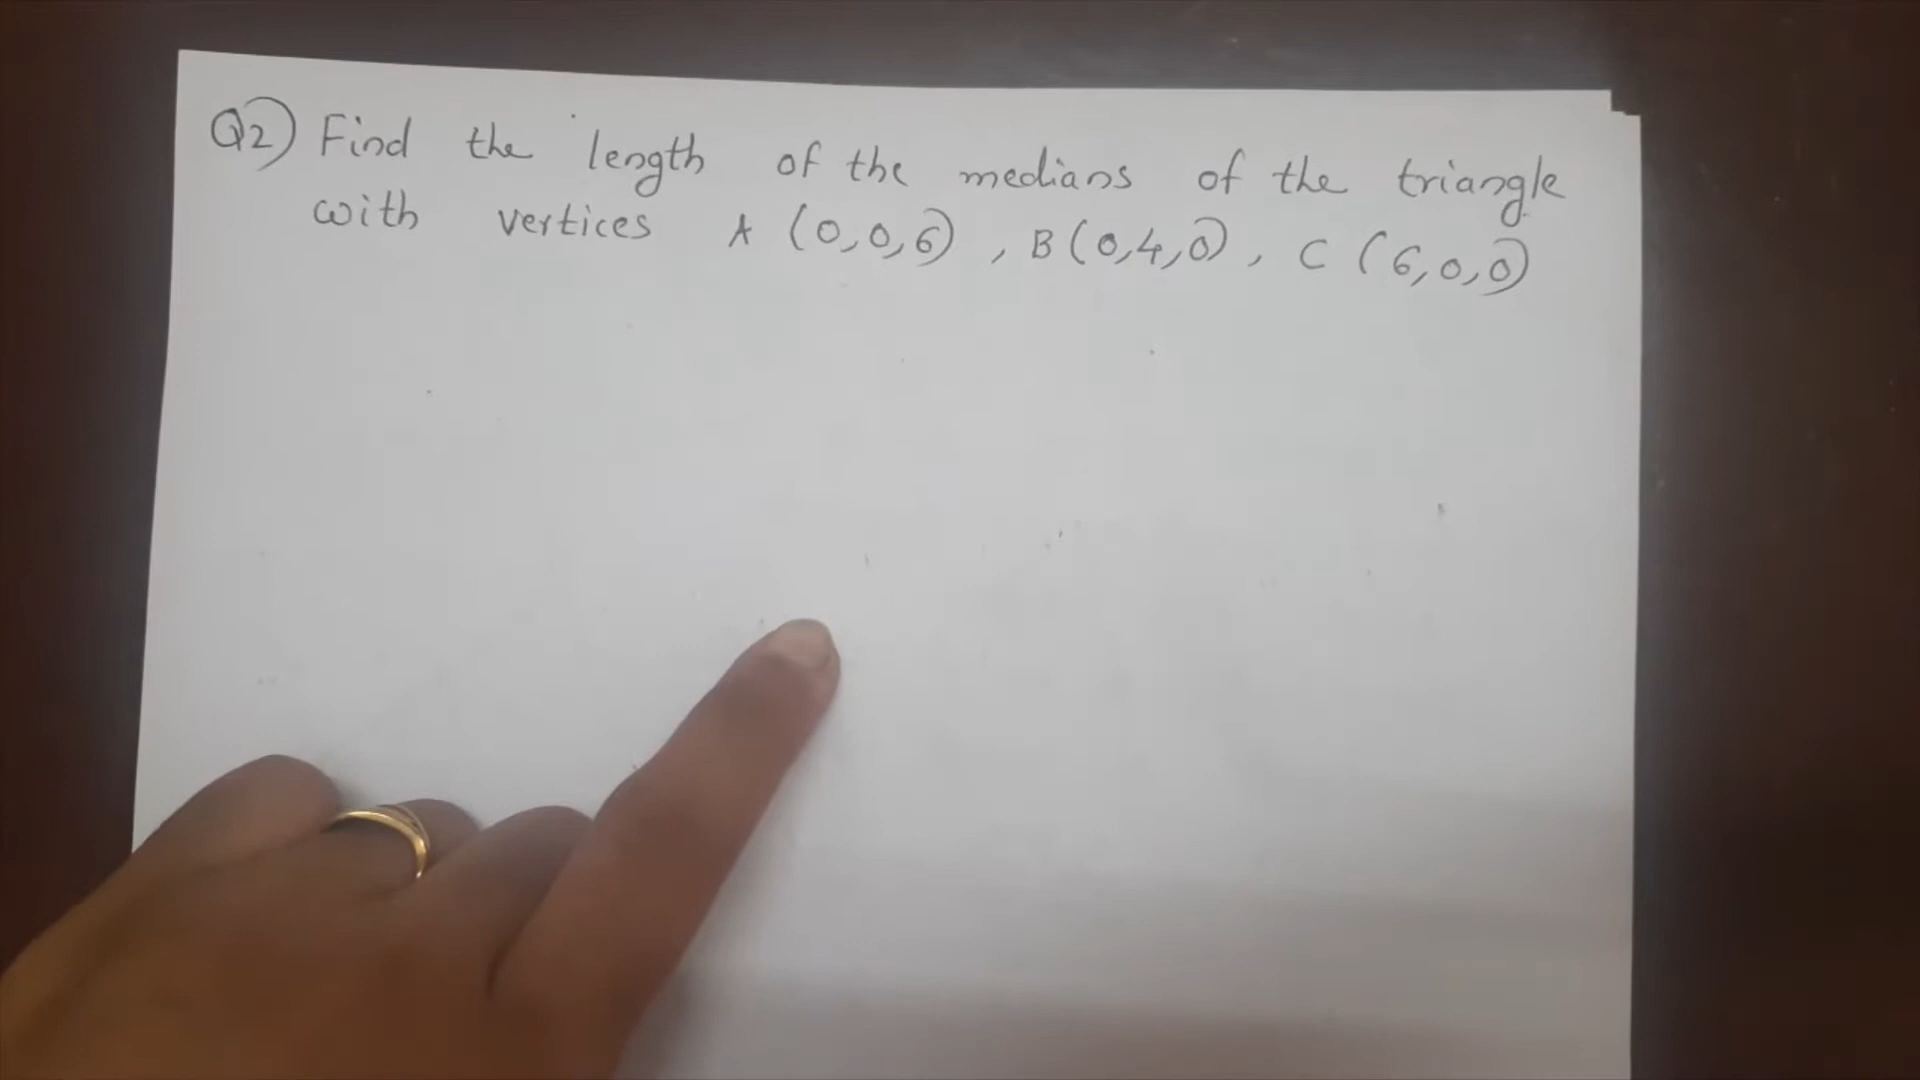 Q2) Find the length of the medians of the triangle
with vertices A (0,0,6) , B (0,4,0) , C (6,0,0)